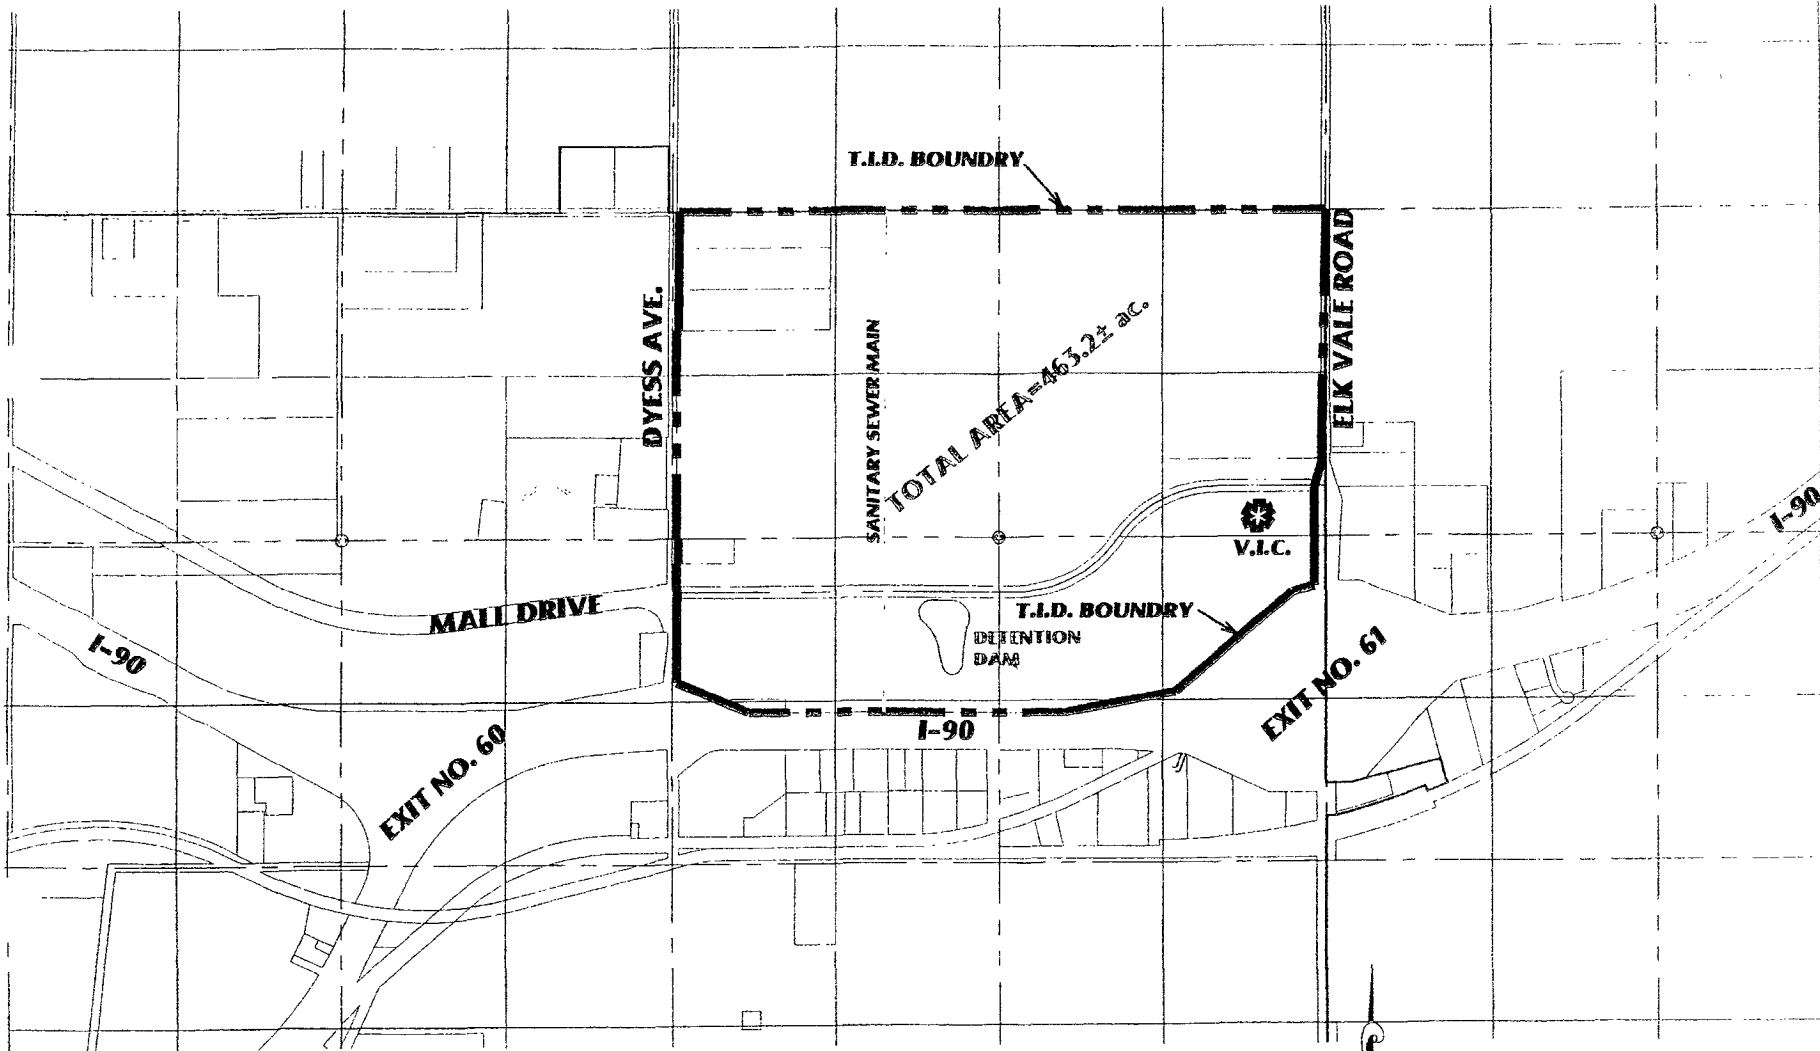 T.I.D. BOUNDRY
ELK VALE ROAD
DYESS AVE.
SANITARY SEWER MAIN
TOTAL AREA=463.2± ac.
I-90
V.I.C.
MALL DRIVE
T.I.D. BOUNDRY
DETENTION
DAM
I-90
EXIT NO. 61
I-90
EXIT NO. 60